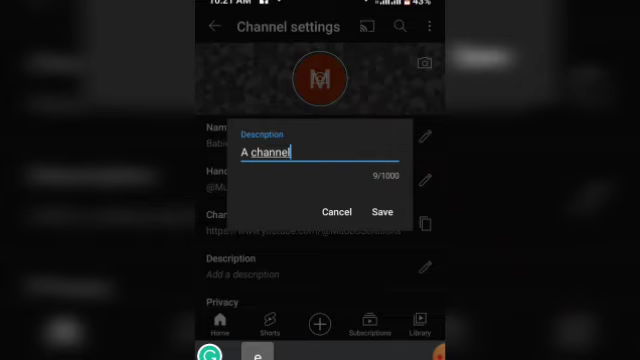 10:21 AM
43%
Channel settings
M
Name
Description
A channel
9/1000
Cancel
Save
Description
Add a description
Privacy
Home
Shorts
Subscriptions
Library
e